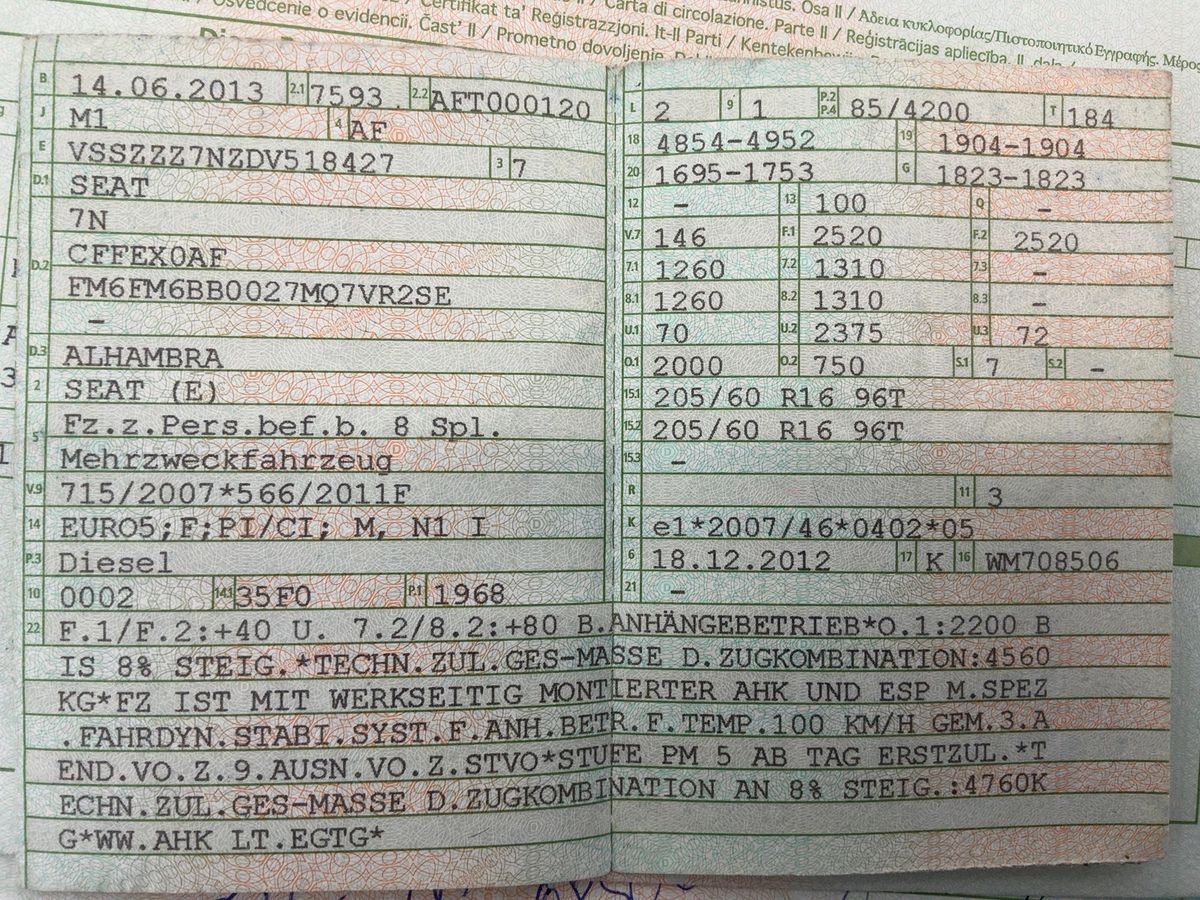 Osvedčenie o evidencii. Časť II / Prometno dovoljenje.
Certifikat ta' Reġistrazzjoni. It-II Parti / Kentekenbewijs
Carta di circolazione. Parte II / Reģistrācijas apliecība. II. daļa /
Osa II / Άδεια κυκλοφορίας/Πιστοποιητικό Εγγραφής. Μέρος
B 14.06.2013 2.1 7593 2.2 AFT000120
J M1 4 AF
E VSSZZZ7NZDV518427 3 7
D.1 SEAT
7N
D.2 CFFEX0AF
FM6FM6BB0027MQ7VR2SE
–
D.3 ALHAMBRA
2 SEAT (E)
5 Fz.z.Pers.bef.b. 8 Spl.
Mehrzweckfahrzeug
V.9 715/2007*566/2011F
14 EURO5;F;PI/CI; M, N1 I
P.3 Diesel
10 0002 14.1 35F0 P.1 1968
L 2 9 1 P.2 P.4 85/4200 T 184
18 4854-4952 19 1904-1904
20 1695-1753 G 1823-1823
12 – 13 100 Q –
V.7 146 F.1 2520 F.2 2520
7.1 1260 7.2 1310 7.3 –
8.1 1260 8.2 1310 8.3 –
U.1 70 U.2 2375 U.3 72
O.1 2000 O.2 750 S.1 7 S.2 –
15.1 205/60 R16 96T
15.2 205/60 R16 96T
15.3 –
R 11 3
K e1*2007/46*0402*05
6 18.12.2012 17 K 16 WM708506
21 –
22 F.1/F.2:+40 U. 7.2/8.2:+80 B.ANHÄNGEBETRIEB*O.1:2200 B
IS 8% STEIG.*TECHN.ZUL.GES-MASSE D.ZUGKOMBINATION:4560
KG*FZ IST MIT WERKSEITIG MONTIERTER AHK UND ESP M.SPEZ
.FAHRDYN.STABI.SYST.F.ANH.BETR.F.TEMP.100 KM/H GEM.3.A
END.VO.Z.9.AUSN.VO.Z.STVO*STUFE PM 5 AB TAG ERSTZUL.*T
ECHN.ZUL.GES-MASSE D.ZUGKOMBINATION AN 8% STEIG.:4760K
G*WW.AHK LT.EGTG*